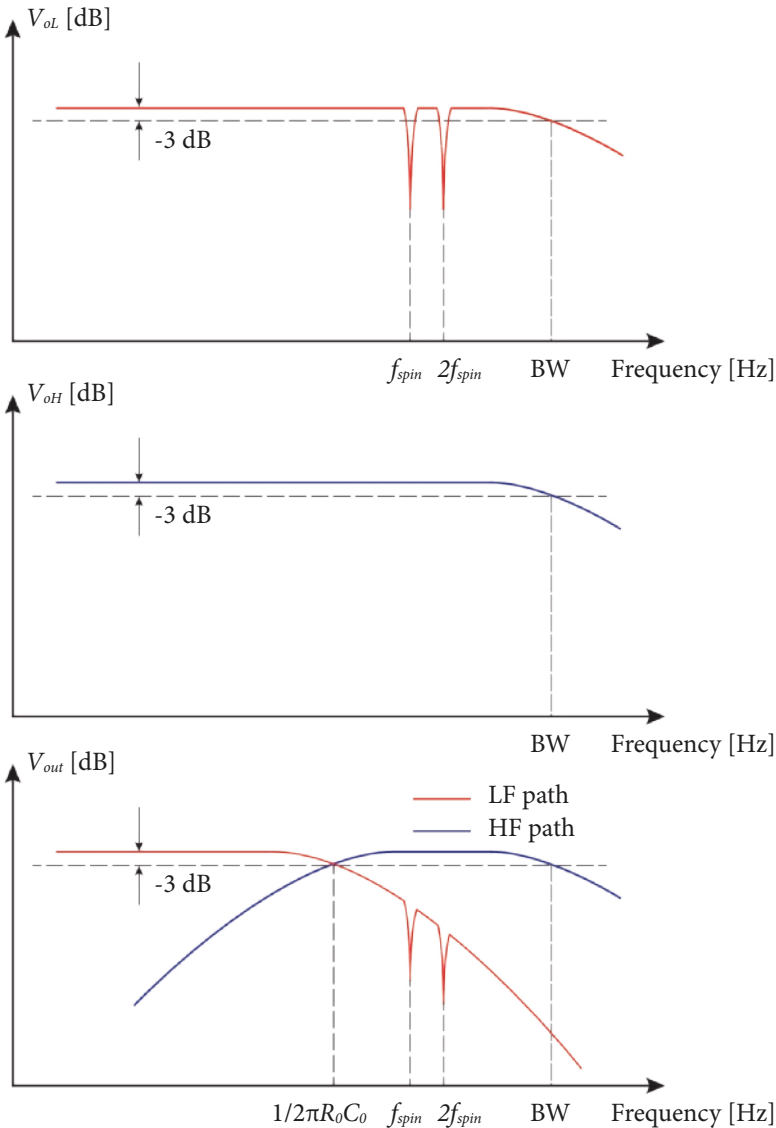 VoL [dB]
-3 dB
fspin 2fspin BW Frequency [Hz]
VoH [dB]
-3 dB
BW Frequency [Hz]
Vout [dB]
LF path
HF path
-3 dB
1/2πR0C0 fspin 2fspin BW Frequency [Hz]